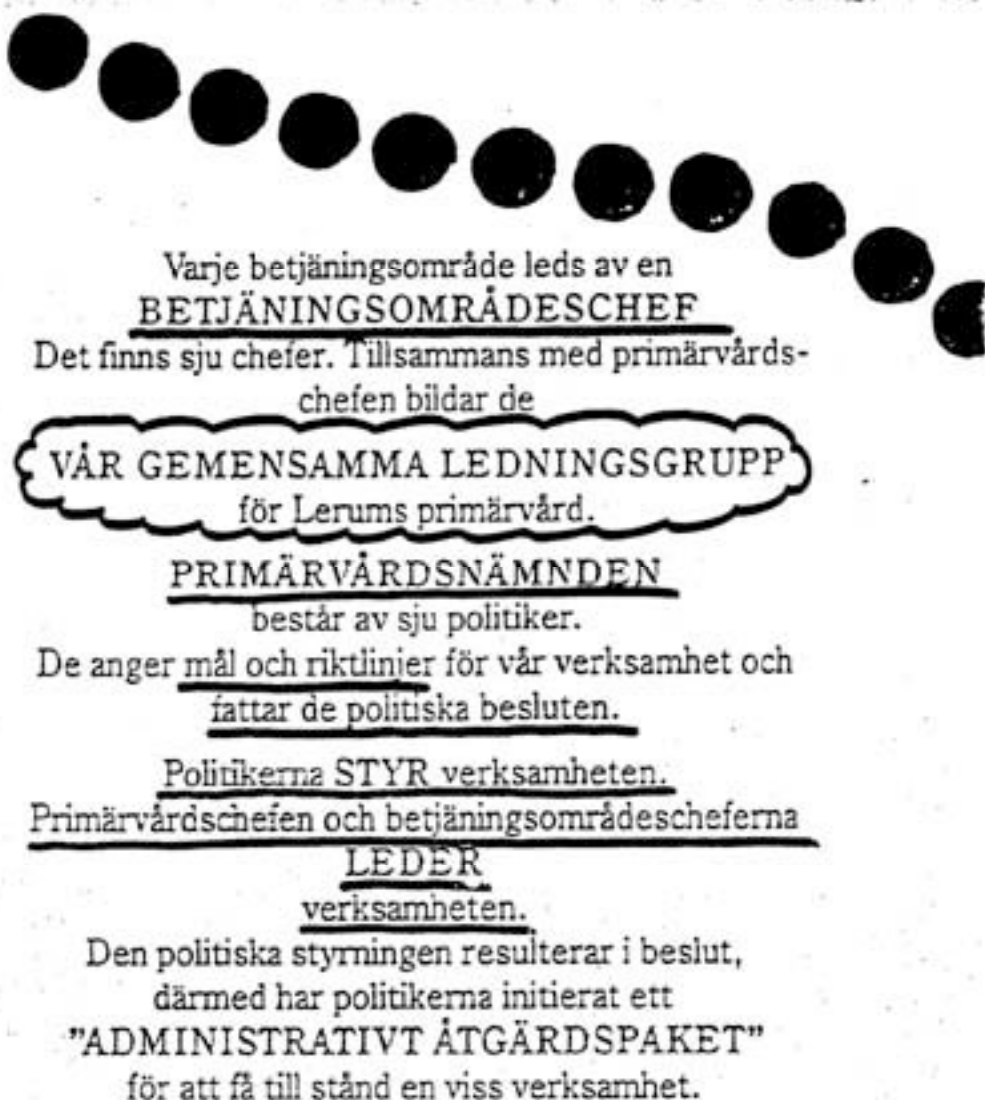 Varje betjäningsområde leds av en
BETJÄNINGSOMRÅDESCHEF
Det finns sju chefer. Tillsammans med primärvårds-
chefen bildar de
VÅR GEMENSAMMA LEDNINGSGRUPP
för Lerums primärvård.
PRIMÄRVÅRDSNÄMNDEN
består av sju politiker.
De anger mål och riktlinjer för vår verksamhet och
fattar de politiska besluten.
Politikerna STYR verksamheten.
Primärvårdschefen och betjäningsområdescheferna
LEDER
verksamheten.
Den politiska styrningen resulterar i beslut,
därmed har politikerna initierat ett
”ADMINISTRATIVT ÅTGÄRDSPAKET”
för att få till stånd en viss verksamhet.